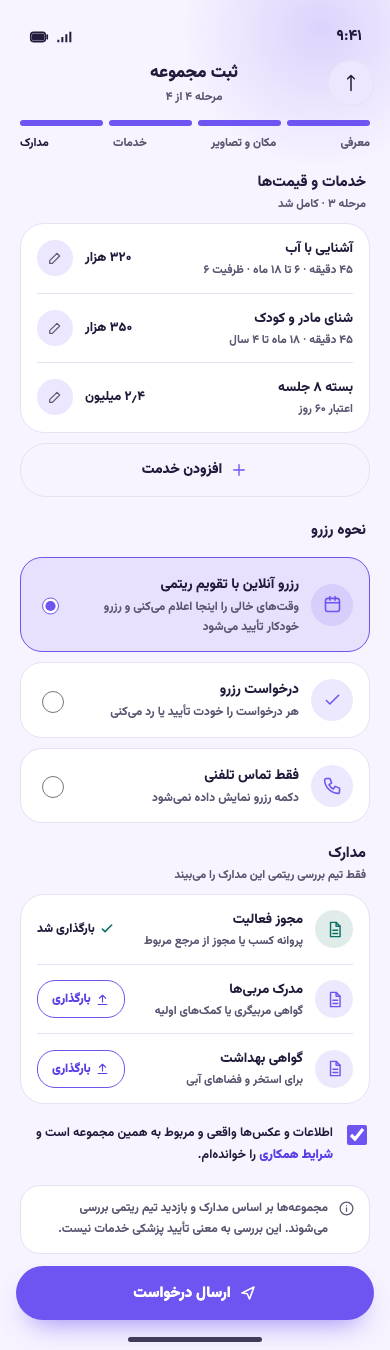 ۹:۴۱
ثبت مجموعه
مرحله ۴ از ۴
معرفی
مکان و تصاویر
خدمات
مدارک
خدمات و قیمت‌ها
مرحله ۳ · کامل شد
آشنایی با آب
۴۵ دقیقه · ۶ تا ۱۸ ماه · ظرفیت ۶
۳۲۰ هزار
شنای مادر و کودک
۴۵ دقیقه · ۱۸ ماه تا ۴ سال
۳۵۰ هزار
بسته ۸ جلسه
اعتبار ۶۰ روز
۲٫۴ میلیون
افزودن خدمت
نحوه رزرو
رزرو آنلاین با تقویم ریتمی
وقت‌های خالی را اینجا اعلام می‌کنی و رزرو
خودکار تأیید می‌شود
درخواست رزرو
هر درخواست را خودت تأیید یا رد می‌کنی
فقط تماس تلفنی
دکمه رزرو نمایش داده نمی‌شود
مدارک
فقط تیم بررسی ریتمی این مدارک را می‌بیند
مجوز فعالیت
پروانه کسب یا مجوز از مرجع مربوط
بارگذاری شد
مدرک مربی‌ها
گواهی مربیگری یا کمک‌های اولیه
بارگذاری
گواهی بهداشت
برای استخر و فضاهای آبی
بارگذاری
اطلاعات و عکس‌ها واقعی و مربوط به همین مجموعه است و
شرایط همکاری را خوانده‌ام.
مجموعه‌ها بر اساس مدارک و بازدید تیم ریتمی بررسی
می‌شوند. این بررسی به معنی تأیید پزشکی خدمات نیست.
ارسال درخواست